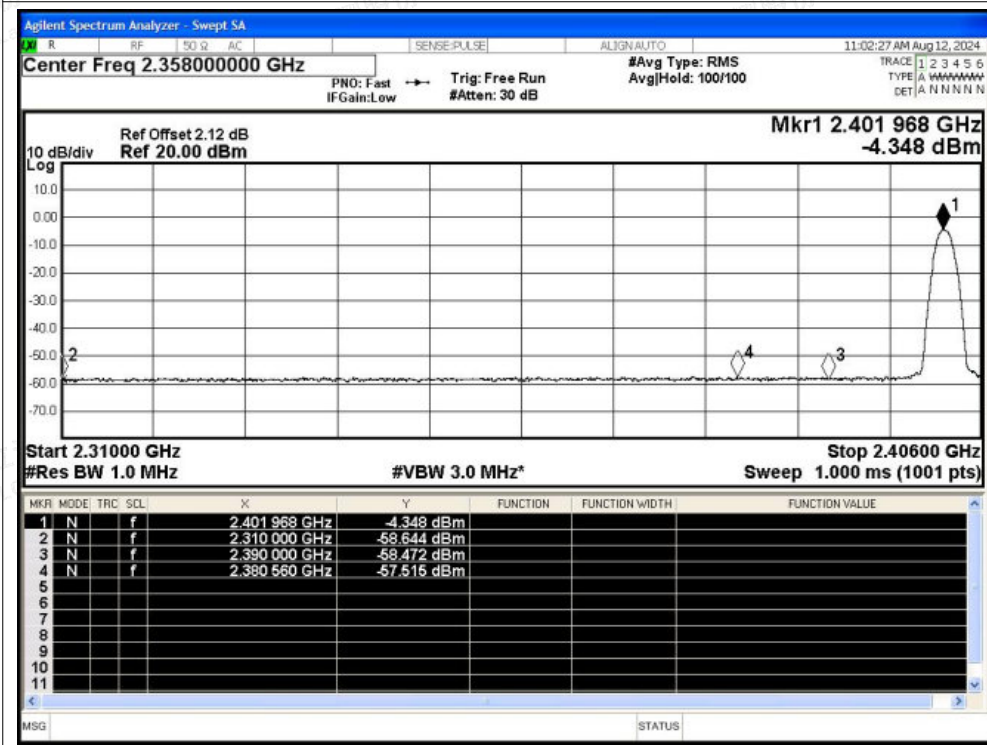 Agilent Spectrum Analyzer - Swept SA
LXI R RF 50 Ω AC SENSE:PULSE ALIGN AUTO 11:02:27 AM Aug 12, 2024
Center Freq 2.358000000 GHz
#Avg Type: RMS
TRACE 1 2 3 4 5 6
PNO: Fast
Trig: Free Run
Avg|Hold: 100/100
TYPE A WWWWW
IFGain:Low
#Atten: 30 dB
DET A N N N N N
Mkr1 2.401 968 GHz
Ref Offset 2.12 dB
-4.348 dBm
10 dB/div Ref 20.00 dBm
Log
10.0
1
0.00
-10.0
-20.0
-30.0
-40.0
-50.0
2
4
3
-60.0
-70.0
Start 2.31000 GHz
Stop 2.40600 GHz
#Res BW 1.0 MHz
#VBW 3.0 MHz*
Sweep 1.000 ms (1001 pts)
MKR MODE TRC SCL X Y FUNCTION FUNCTION WIDTH FUNCTION VALUE
1 N f 2.401 968 GHz -4.348 dBm
2 N f 2.310 000 GHz -58.644 dBm
3 N f 2.390 000 GHz -58.472 dBm
4 N f 2.380 560 GHz -57.515 dBm
5
6
7
8
9
10
11
MSG
STATUS